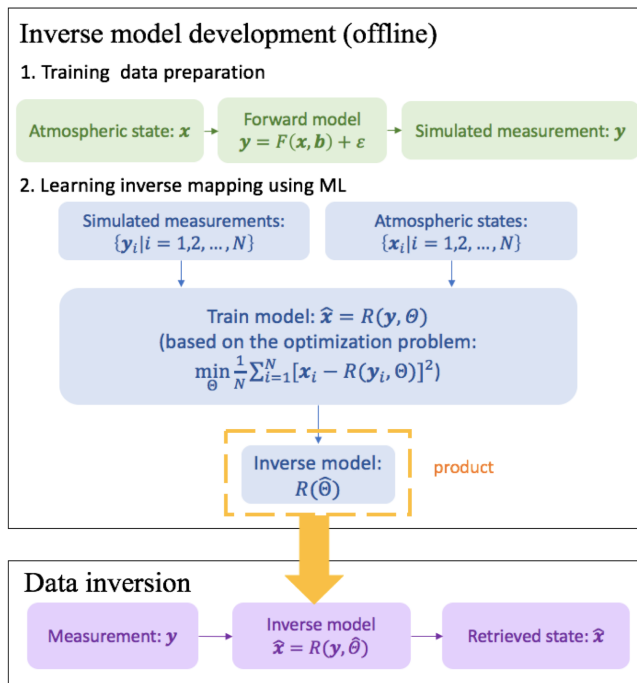 Inverse model development (offline)
1. Training data preparation
Atmospheric state: 𝒙
Forward model
𝒚 = 𝐹(𝒙, 𝒃) + 𝜀
Simulated measurement: 𝒚
2. Learning inverse mapping using ML
Simulated measurements:
{𝒚ᵢ|𝑖 = 1,2, … , 𝑁}
Atmospheric states:
{𝒙ᵢ|𝑖 = 1,2, … , 𝑁}
Train model: 𝒙̂ = 𝑅(𝒚, 𝛩)
(based on the optimization problem:
min_Θ 1/𝑁 ∑ᵢ₌₁ᴺ[𝒙ᵢ − 𝑅(𝒚ᵢ, Θ)]²)
Inverse model:
𝑅(Θ̂)
product
Data inversion
Measurement: 𝒚
Inverse model
𝒙̂ = 𝑅(𝒚, 𝛩̂)
Retrieved state: 𝒙̂